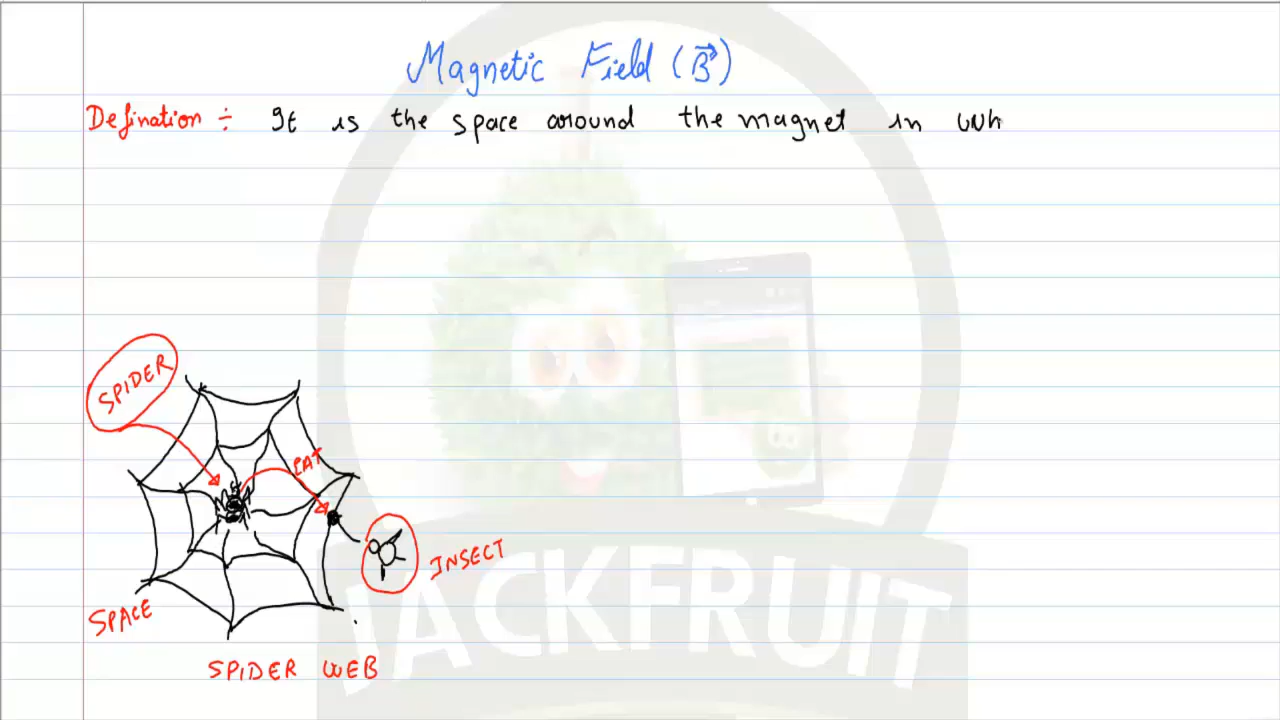 Magnetic Field (B⃗)
Defination ÷ It is the space around the magnet in wh
SPIDER
EAT
INSECT
SPACE
SPIDER WEB
JACKFRUIT